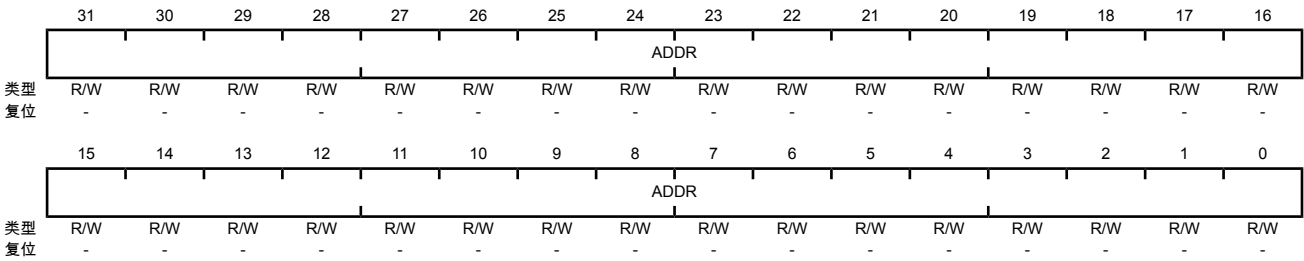 31 30 29 28 27 26 25 24 23 22 21 20 19 18 17 16
ADDR
类型 R/W R/W R/W R/W R/W R/W R/W R/W R/W R/W R/W R/W R/W R/W R/W R/W
复位 - - - - - - - - - - - - - - - -
15 14 13 12 11 10 9 8 7 6 5 4 3 2 1 0
ADDR
类型 R/W R/W R/W R/W R/W R/W R/W R/W R/W R/W R/W R/W R/W R/W R/W R/W
复位 - - - - - - - - - - - - - - - -